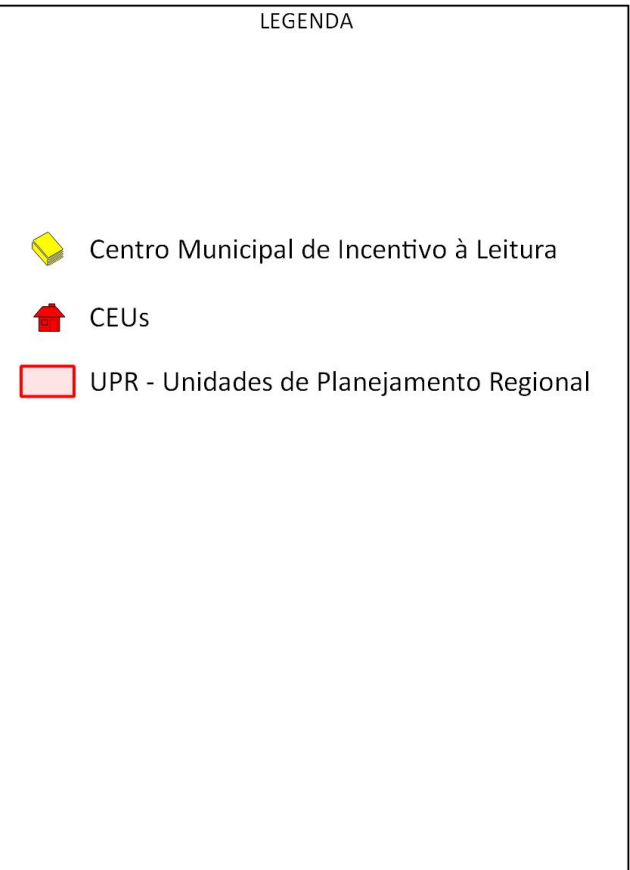 LEGENDA
Centro Municipal de Incentivo à Leitura
CEUs
UPR - Unidades de Planejamento Regional